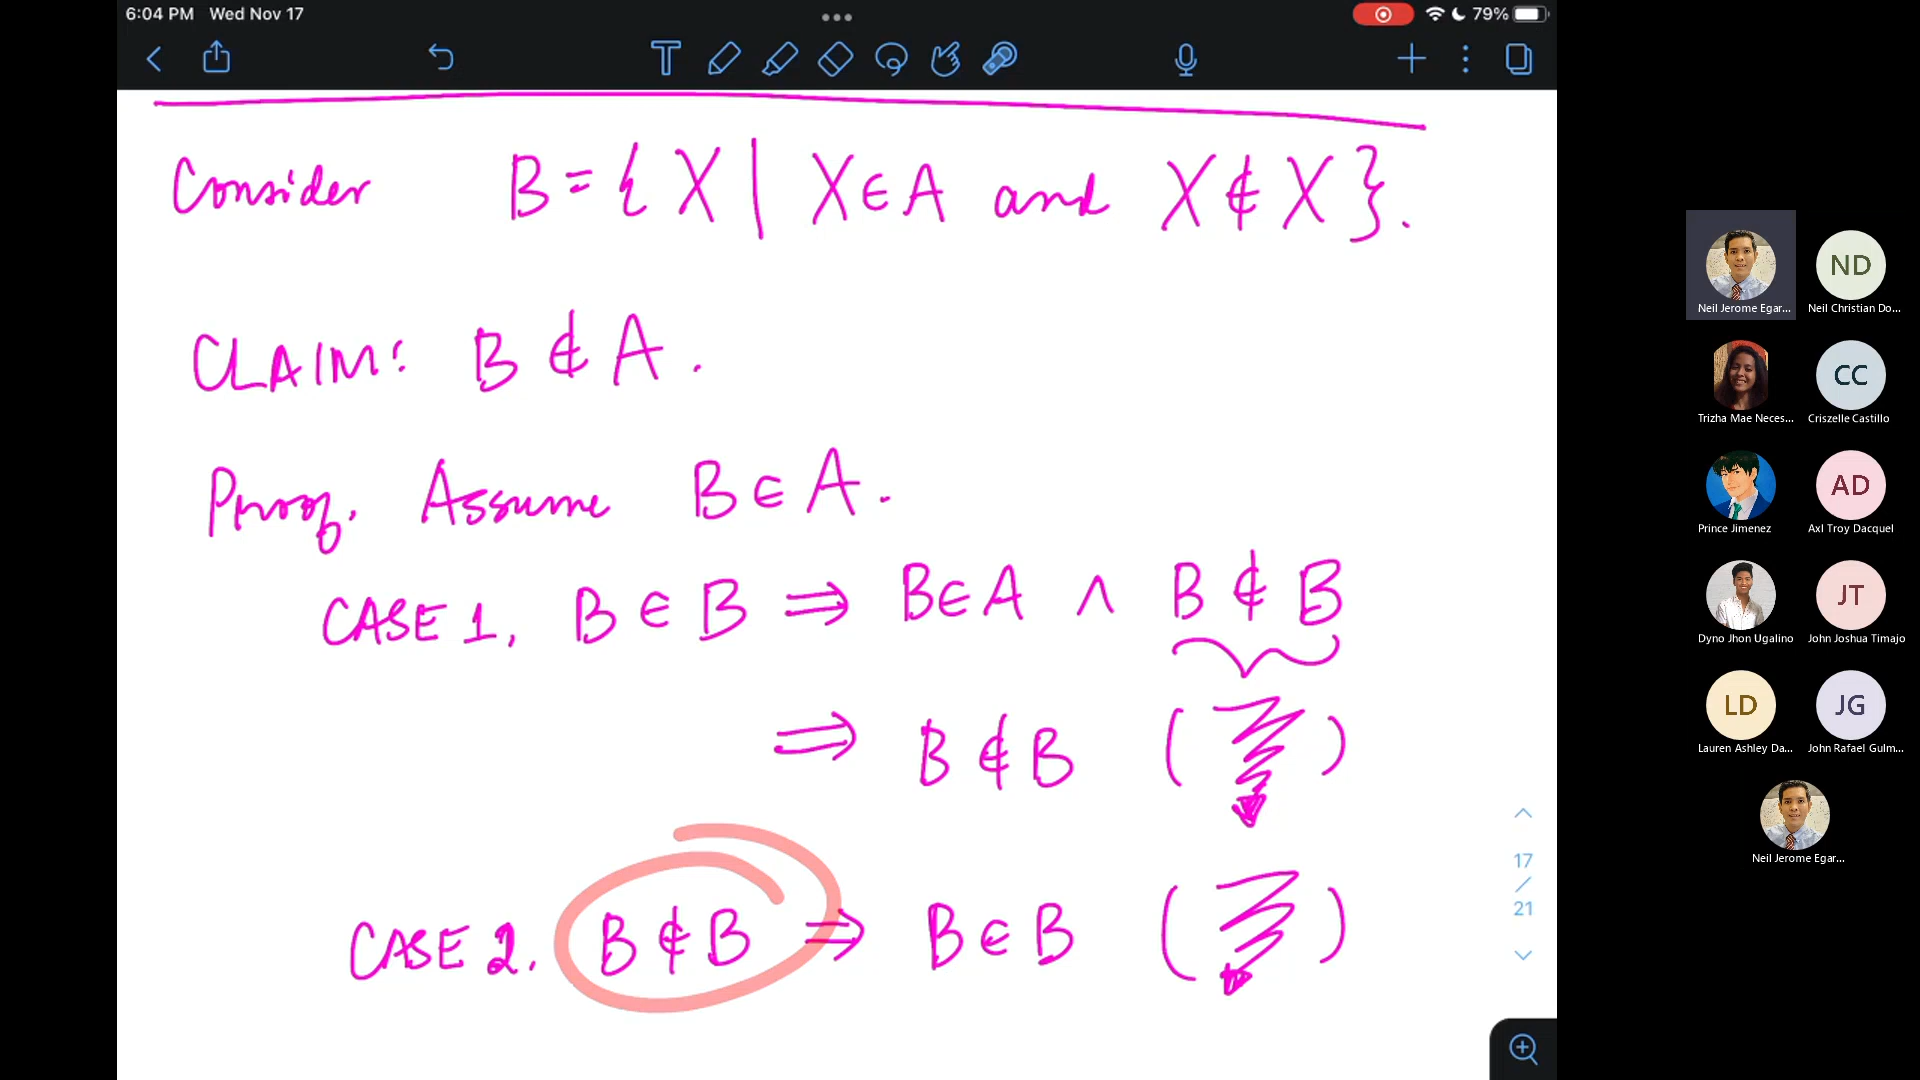 6:04 PM Wed Nov 17
79%
Consider B = { X | X ∈ A and X ∉ X }.
CLAIM: B ∉ A.
Proof. Assume B ∈ A.
CASE 1. B ∈ B ⇒ B ∈ A ∧ B ∉ B
⇒ B ∉ B ( )
CASE 2. B ∉ B ⇒ B ∈ B ( )
17
/
21
Neil Jerome Egar...
ND
Neil Christian Do...
Trizha Mae Neces...
CC
Criszelle Castillo
Prince Jimenez
AD
Axl Troy Dacquel
Dyno Jhon Ugalino
JT
John Joshua Timajo
LD
Lauren Ashley Da...
JG
John Rafael Gulm...
Neil Jerome Egar...